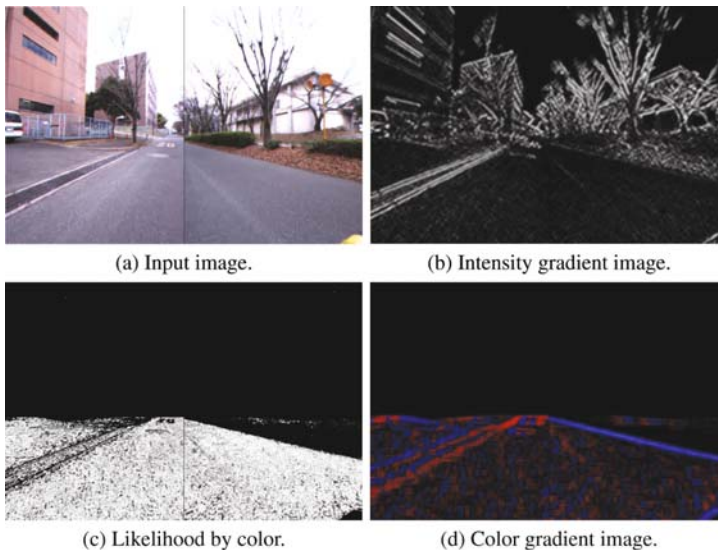 (a) Input image.
(b) Intensity gradient image.
(c) Likelihood by color.
(d) Color gradient image.